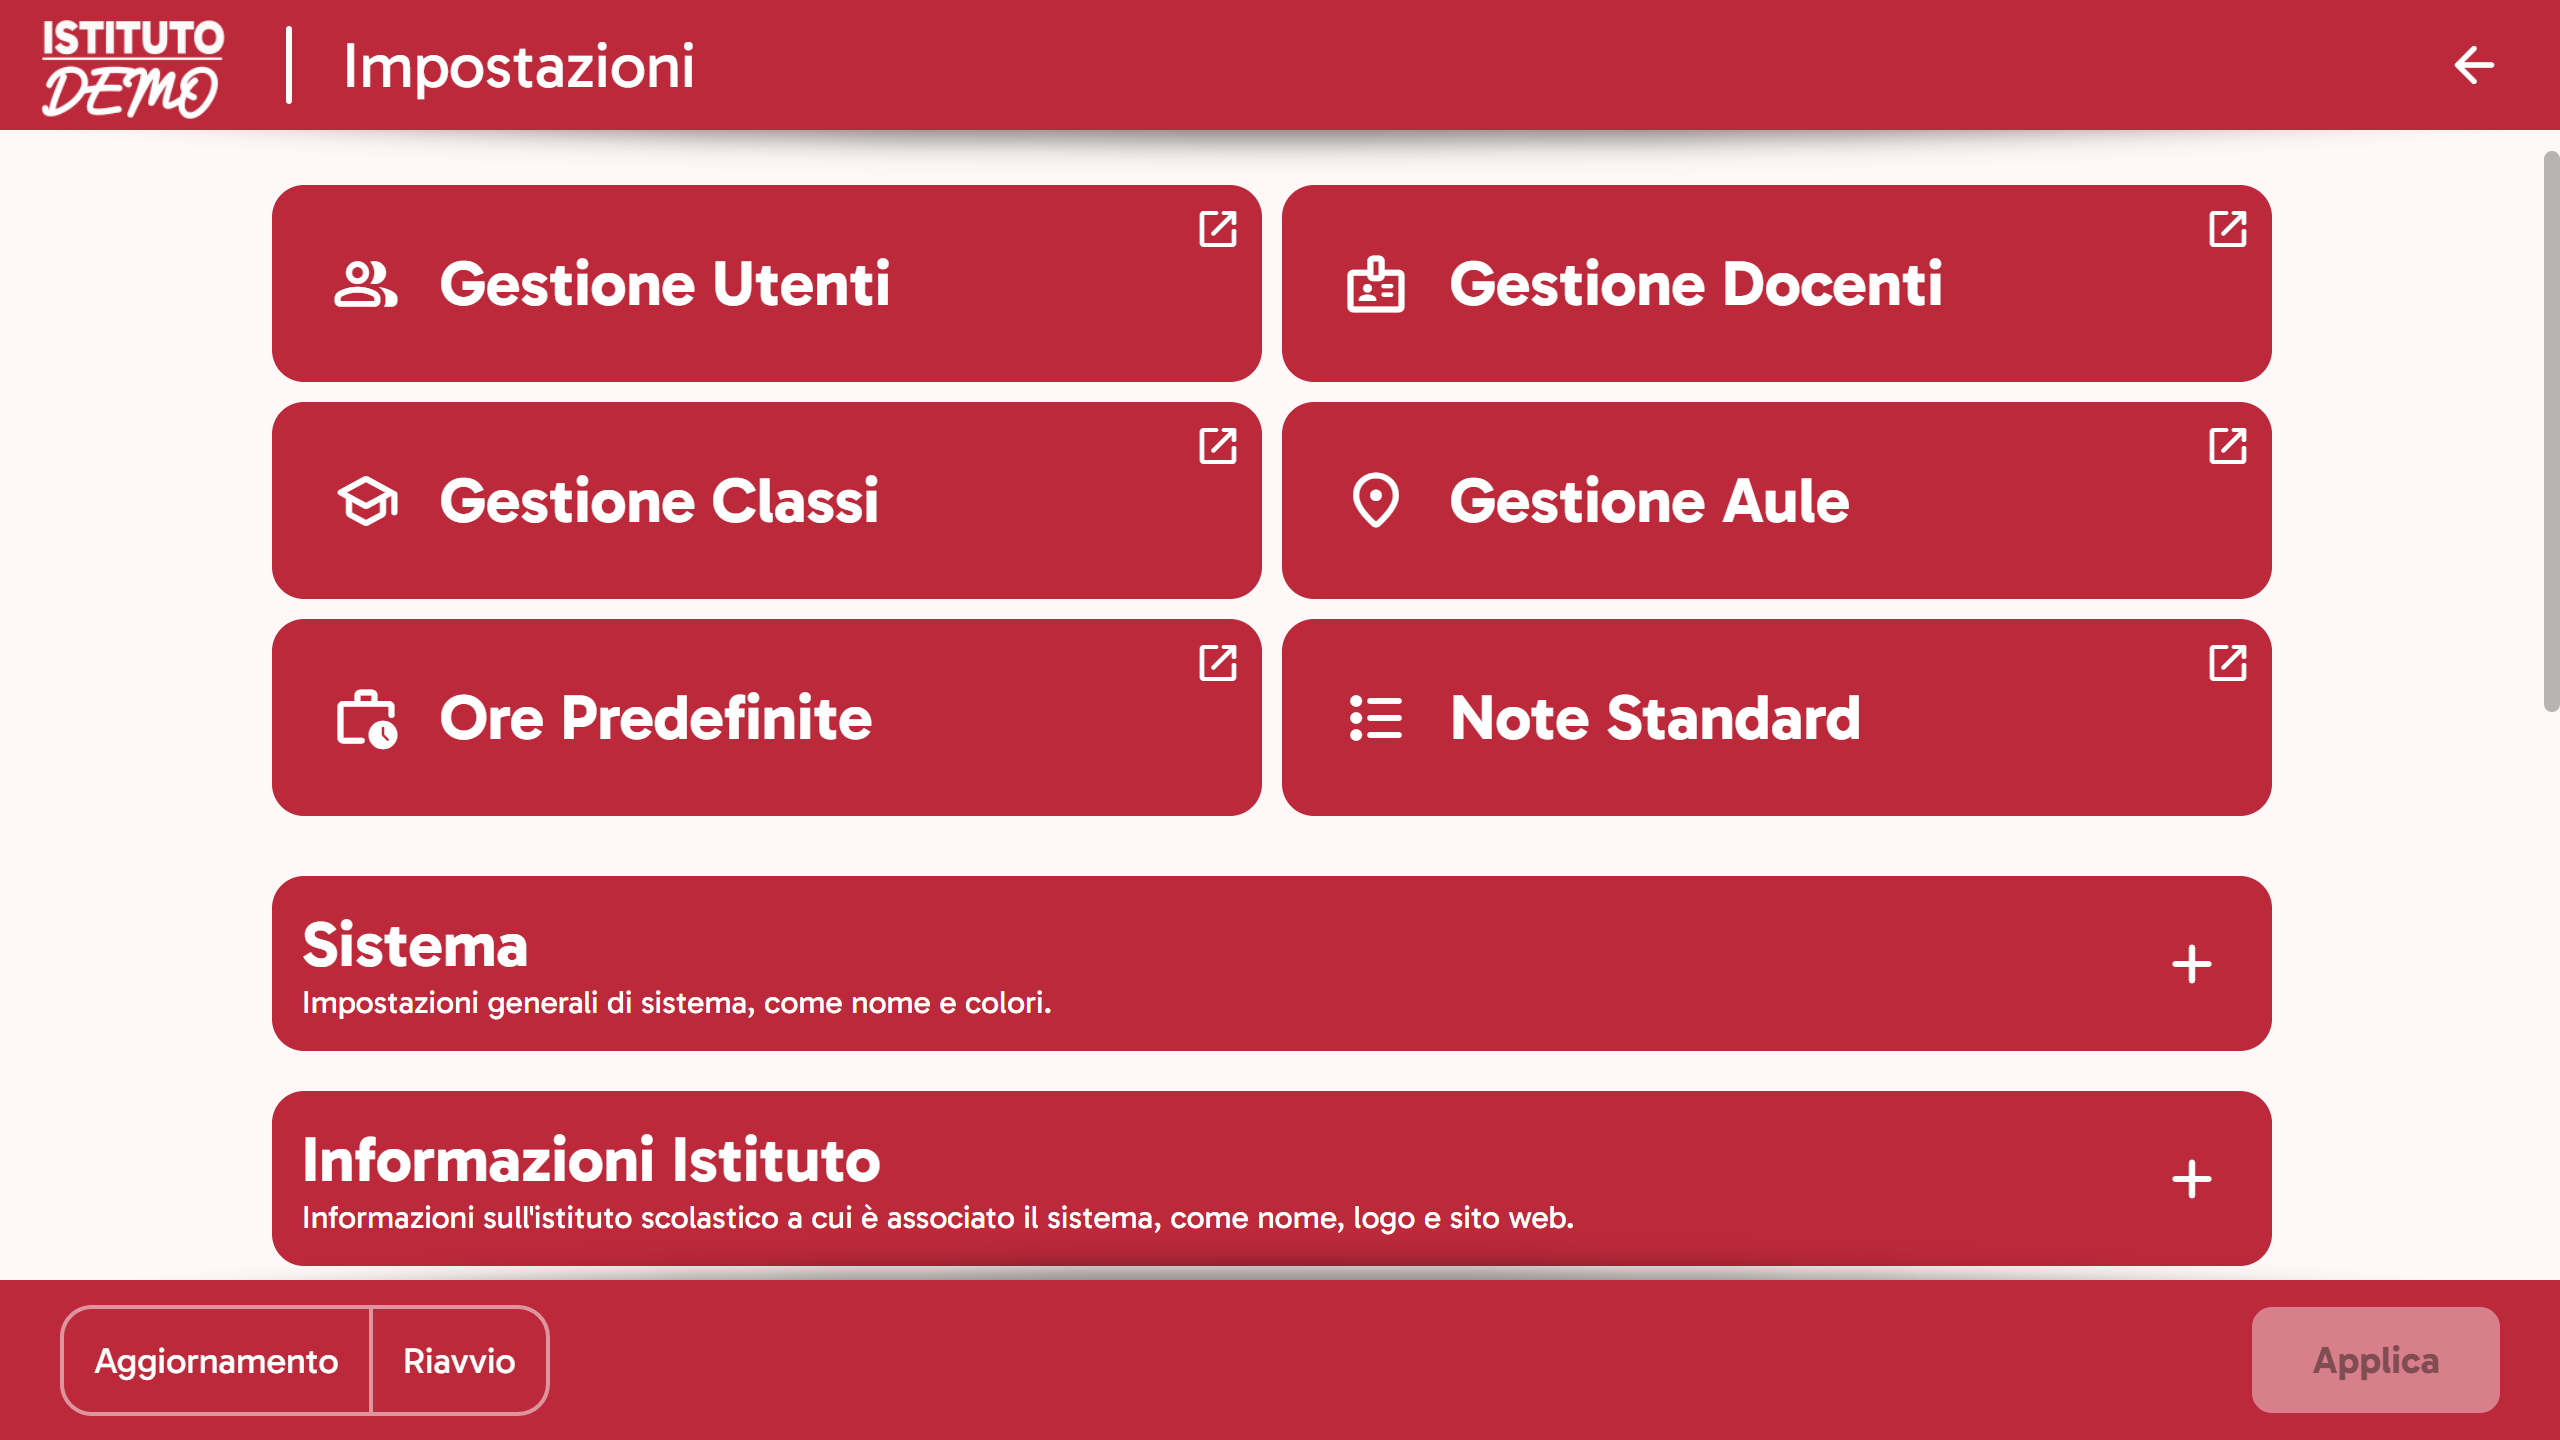 ISTITUTO
DEMO
Impostazioni
Gestione Utenti
Gestione Docenti
Gestione Classi
Gestione Aule
Ore Predefinite
Note Standard
Sistema
Impostazioni generali di sistema, come nome e colori.
Informazioni Istituto
Informazioni sull'istituto scolastico a cui è associato il sistema, come nome, logo e sito web.
Aggiornamento
Riavvio
Applica